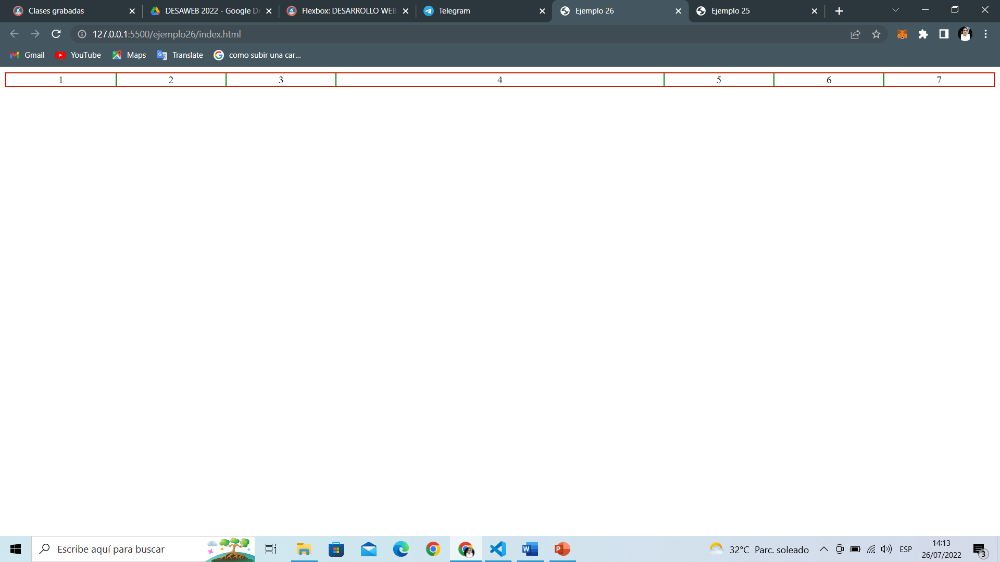 Clases grabadas
DESAWEB 2022 - Google Dr
Flexbox: DESARROLLO WEB
Telegram
Ejemplo 26
Ejemplo 25
127.0.0.1:5500/ejemplo26/index.html
Gmail
YouTube
Maps
Translate
como subir una car...
1 2 3 4 5 6 7
Escribe aquí para buscar
32°C Parc. soleado
ESP
14:13
26/07/2022
3